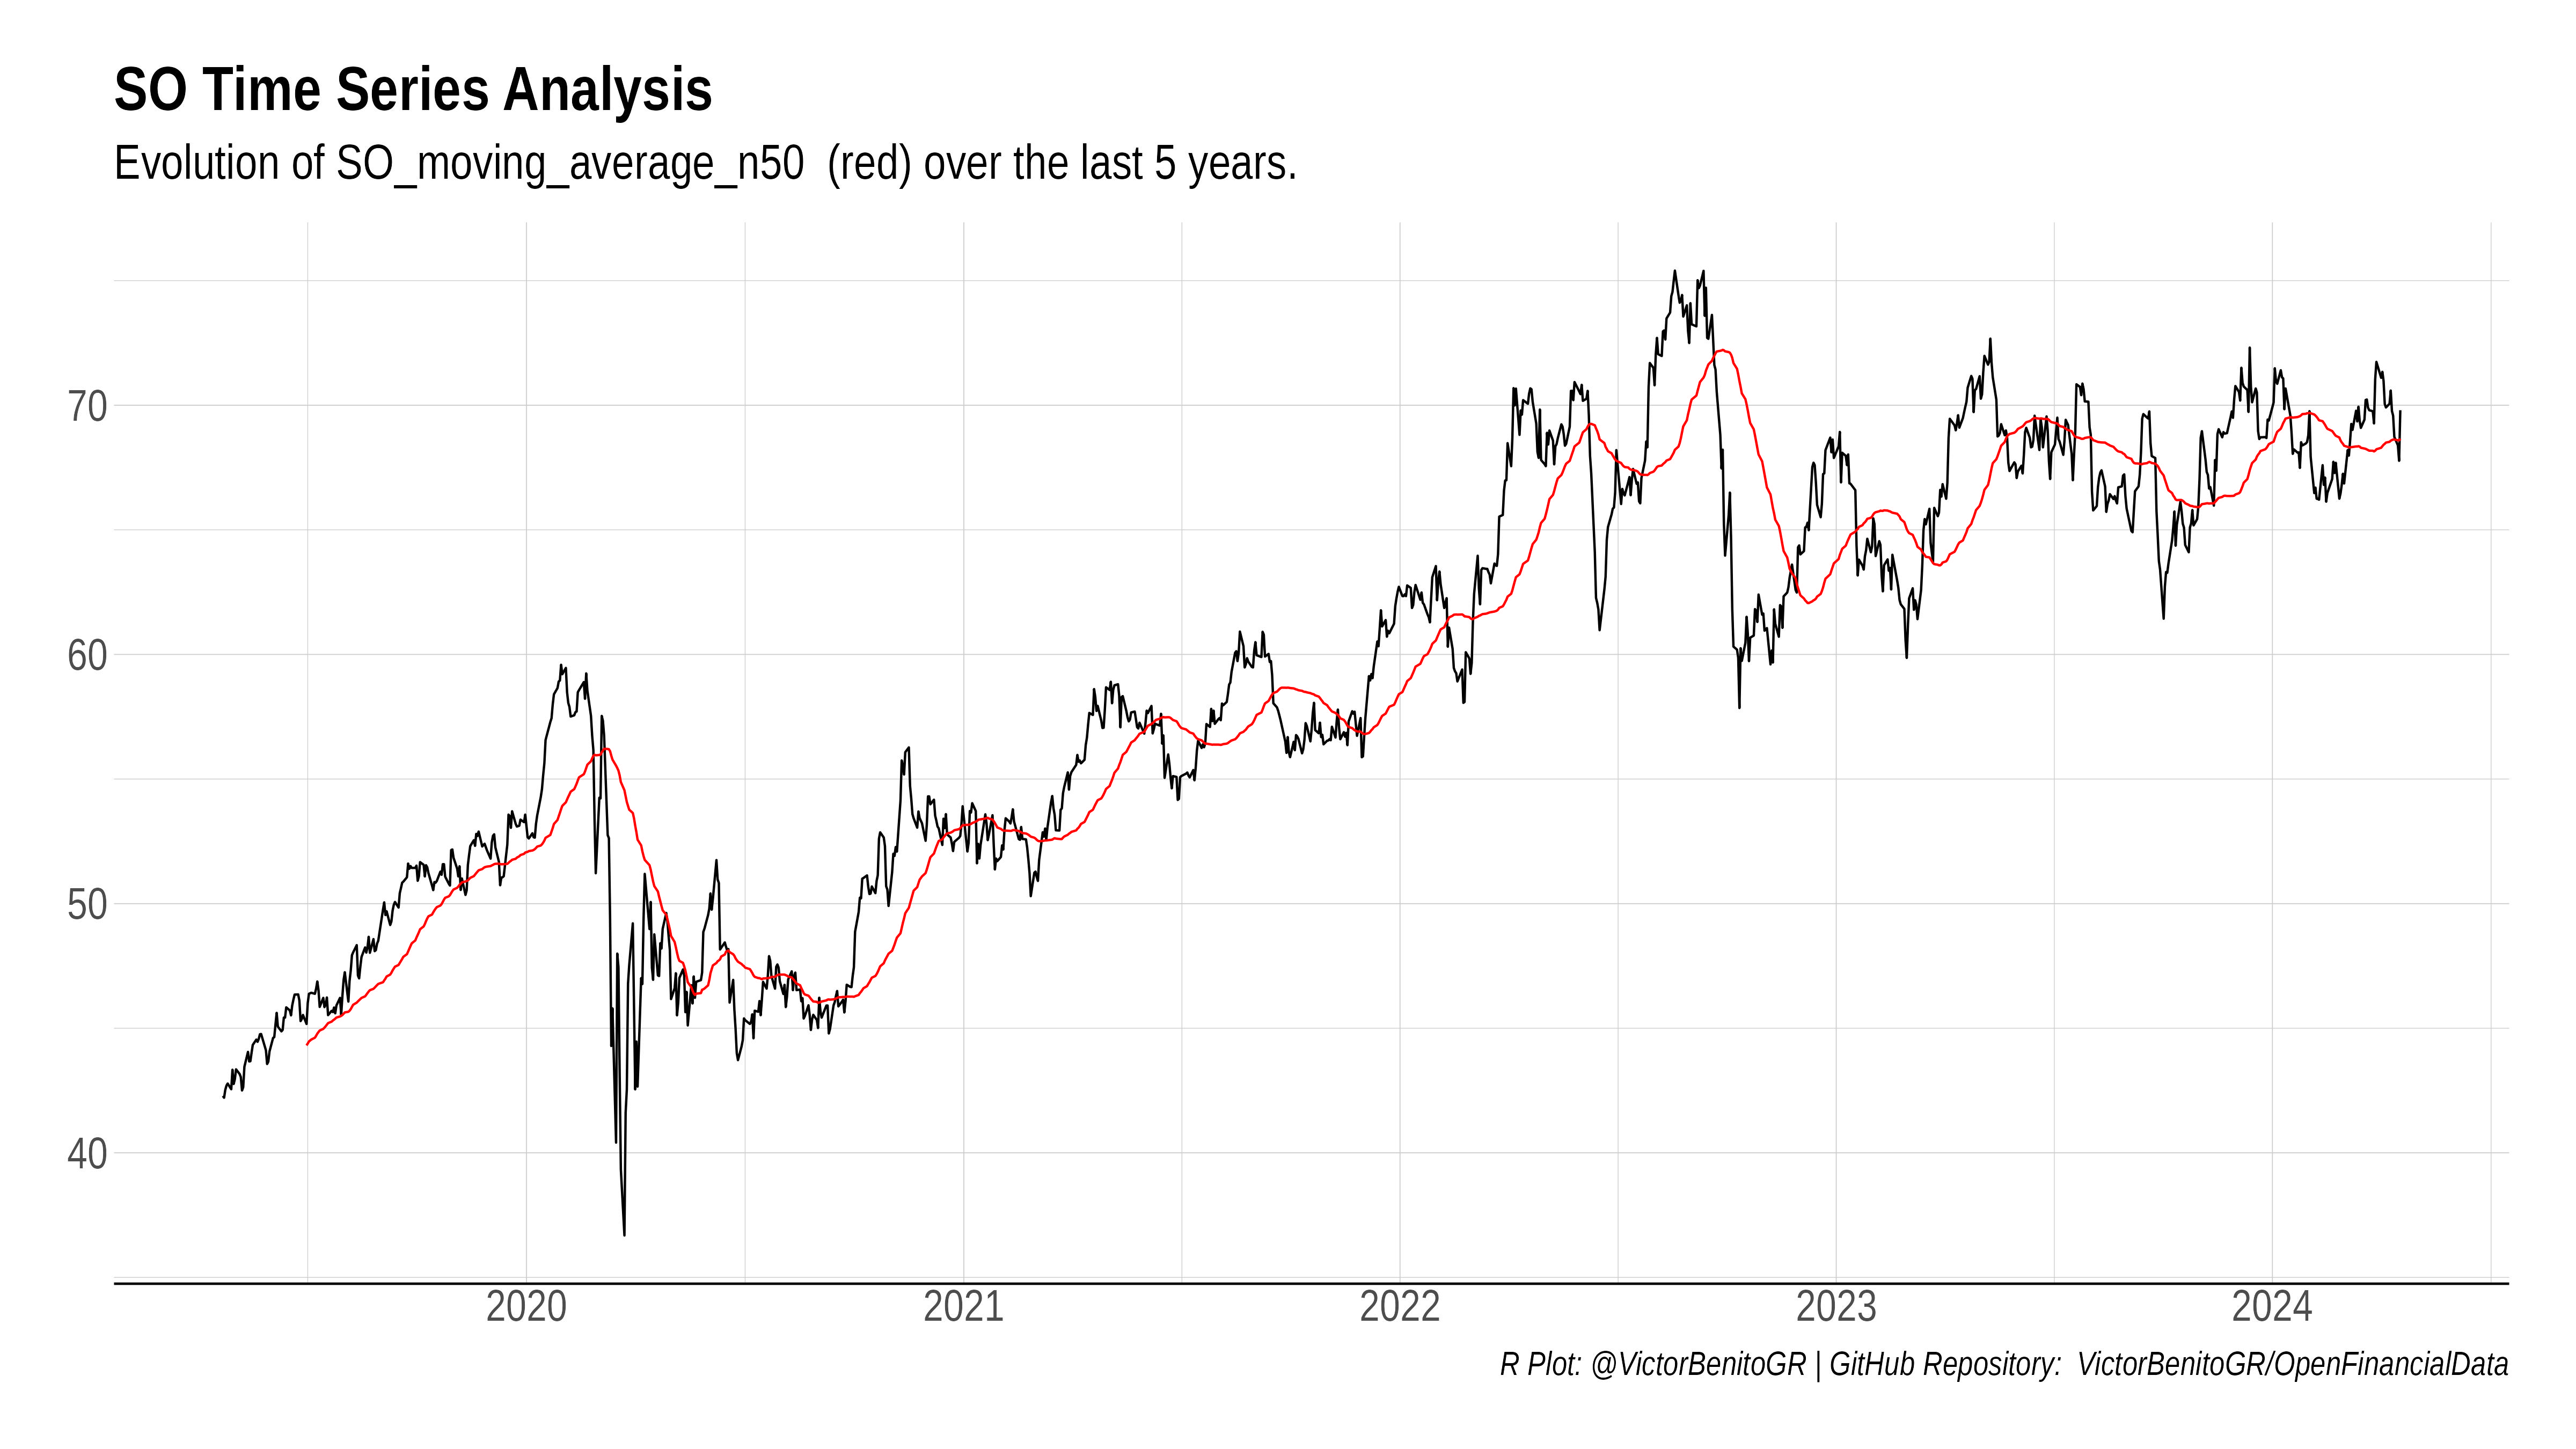 SO Time Series Analysis
Evolution of SO_moving_average_n50  (red) over the last 5 years.
70
60
50
40
2020 2021 2022 2023 2024
R Plot: @VictorBenitoGR | GitHub Repository:  VictorBenitoGR/OpenFinancialData